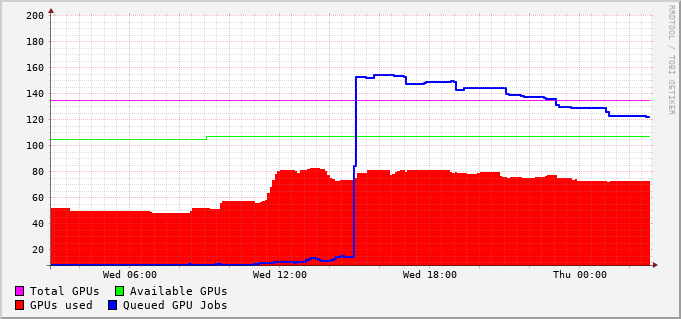 RRDTOOL / TOBI OETIKER
200
180
160
140
120
100
80
60
40
20
Wed 06:00 Wed 12:00 Wed 18:00 Thu 00:00
Total GPUs Available GPUs
GPUs used Queued GPU Jobs